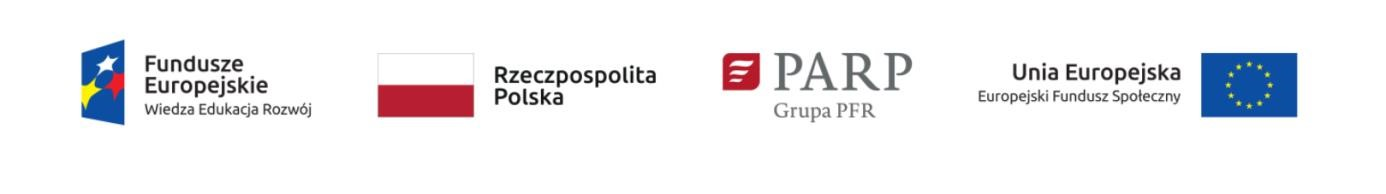 Fundusze
Europejskie
Wiedza Edukacja Rozwój
Rzeczpospolita
Polska
PARP
Grupa PFR
Unia Europejska
Europejski Fundusz Społeczny